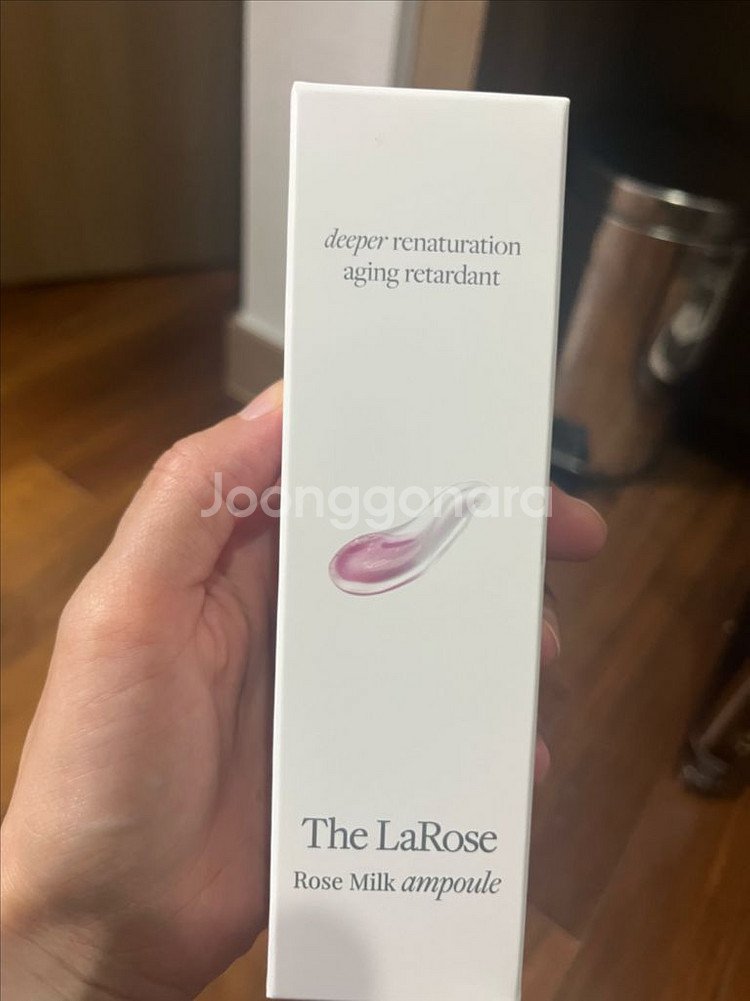 deeper renaturation
aging retardant
Joonggonara
The LaRose
Rose Milk ampoule